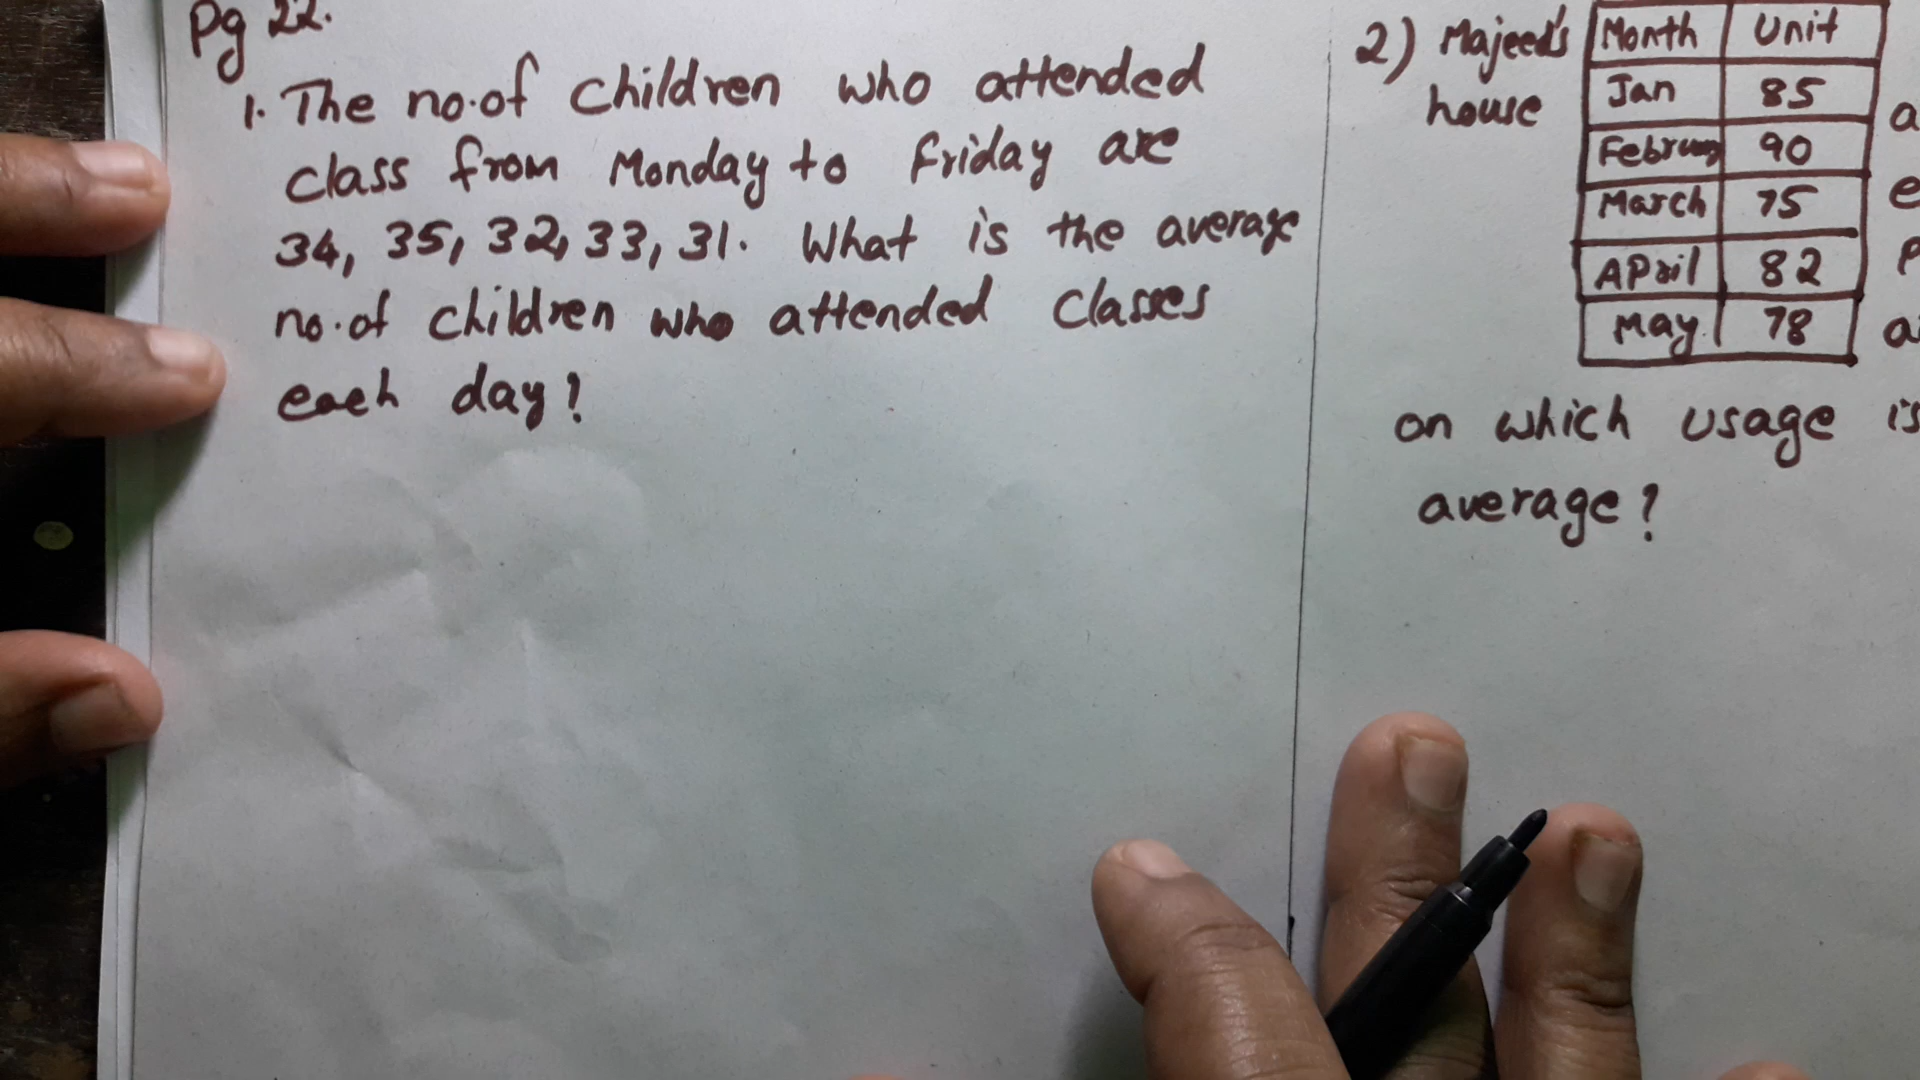 Pg 22.
1. The no.of children who attended
class from Monday to Friday are
34, 35, 32, 33, 31. What is the average
no.of children who attended classes
each day?
2) Majeed's
house
Month Unit
Jan 85
February 90
March 75
April 82
May 78
on which usage is
average?